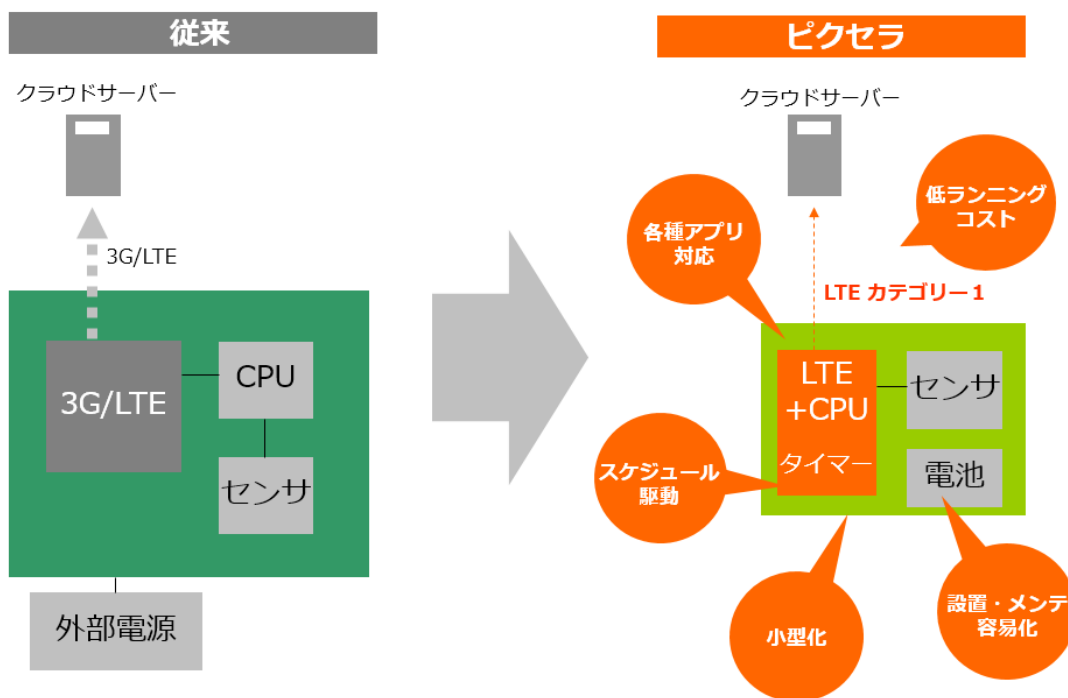 従来
クラウドサーバー
3G/LTE
3G/LTE
CPU
センサ
外部電源
ピクセラ
クラウドサーバー
低ランニング
コスト
各種アプリ
対応
LTE カテゴリー１
LTE
+CPU
タイマー
センサ
電池
スケジュール
駆動
小型化
設置・メンテ
容易化